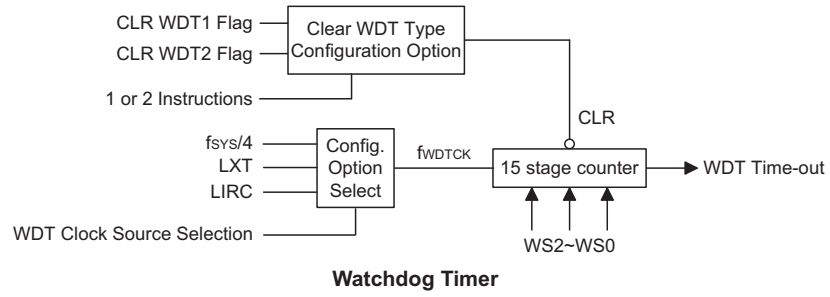 CLR WDT1 Flag
CLR WDT2 Flag
Clear WDT Type
Configuration Option
1 or 2 Instructions
CLR
fSYS/4
LXT
LIRC
Config.
Option
Select
fWDTCK
15 stage counter
WDT Time-out
WDT Clock Source Selection
WS2~WS0
Watchdog Timer